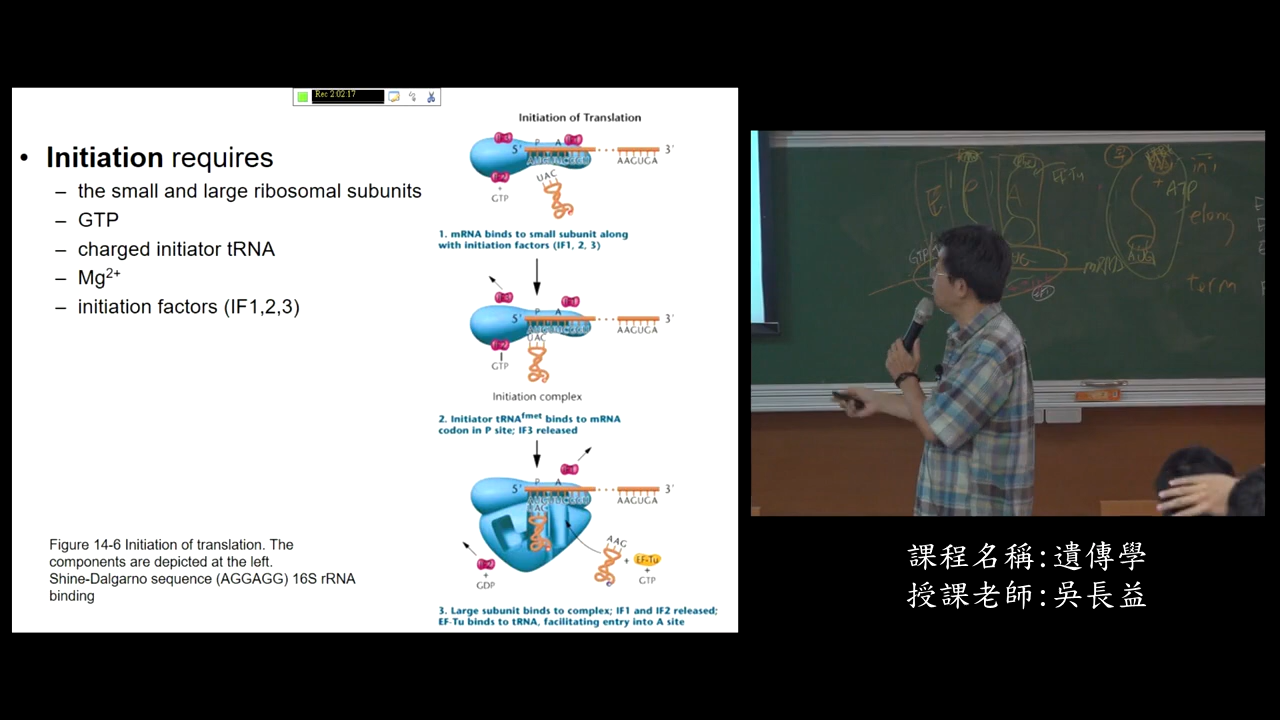 Rec 2:02:17
Initiation of Translation
• Initiation requires
– the small and large ribosomal subunits
– GTP
– charged initiator tRNA
– Mg2+
– initiation factors (IF1,2,3)
P A
5' 3'
AAGUGA
UAC
+
GTP
1. mRNA binds to small subunit along
with initiation factors (IF1, 2, 3)
P A
5' 3'
AAGUGA
UAC
GTP
Initiation complex
2. Initiator tRNAfmet binds to mRNA
codon in P site; IF3 released
P A
5' 3'
AAGUGA
UAC
AAG
+ EF-Tu
+
GTP
+
GDP
3. Large subunit binds to complex; IF1 and IF2 released;
EF-Tu binds to tRNA, facilitating entry into A site
Figure 14-6 Initiation of translation. The
components are depicted at the left.
Shine-Dalgarno sequence (AGGAGG) 16S rRNA
binding
E P A EF-Tu
ini
+ ATP
elong
mRNA
AUG
term
課程名稱:遺傳學
授課老師:吳長益